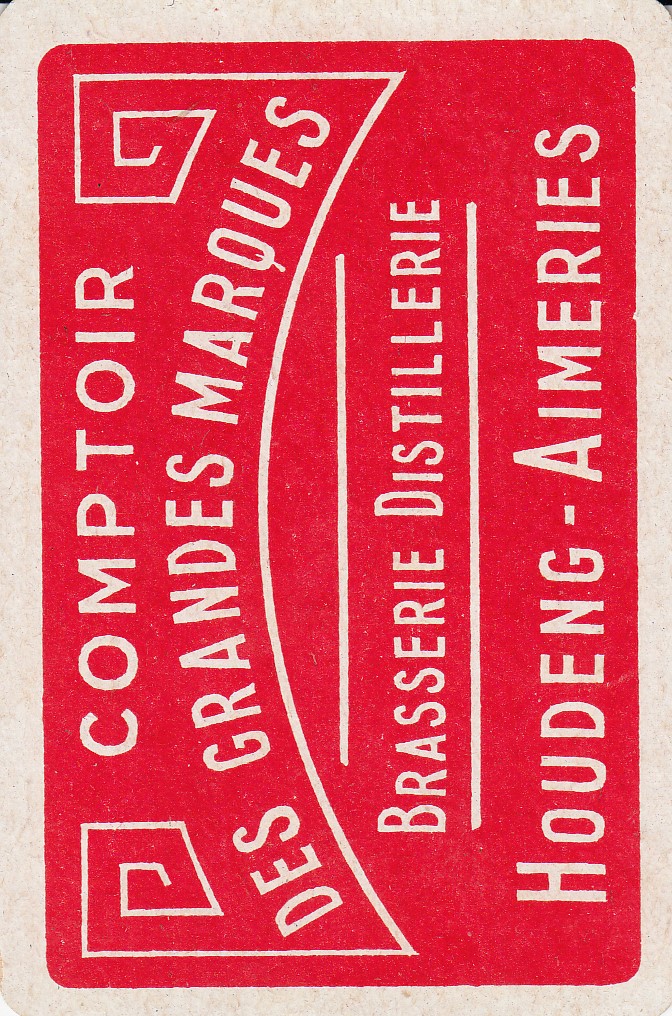 COMPTOIR
DES GRANDES MARQUES
BRASSERIE DISTILLERIE
HOUDENG-AIMERIES